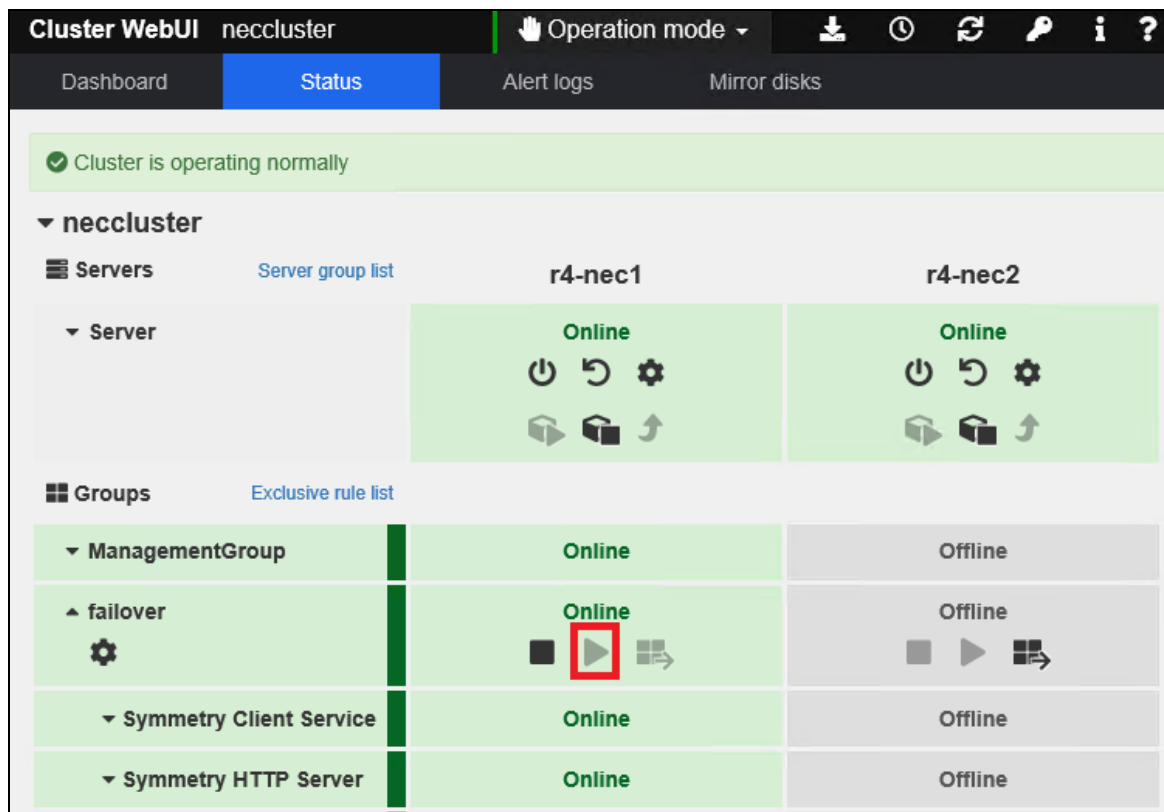 Cluster WebUI neccluster Operation mode ?
Dashboard Status Alert logs Mirror disks
Cluster is operating normally
neccluster
Servers Server group list r4-nec1 r4-nec2
Server Online Online
Groups Exclusive rule list
ManagementGroup Online Offline
failover Online Offline
Symmetry Client Service Online Offline
Symmetry HTTP Server Online Offline